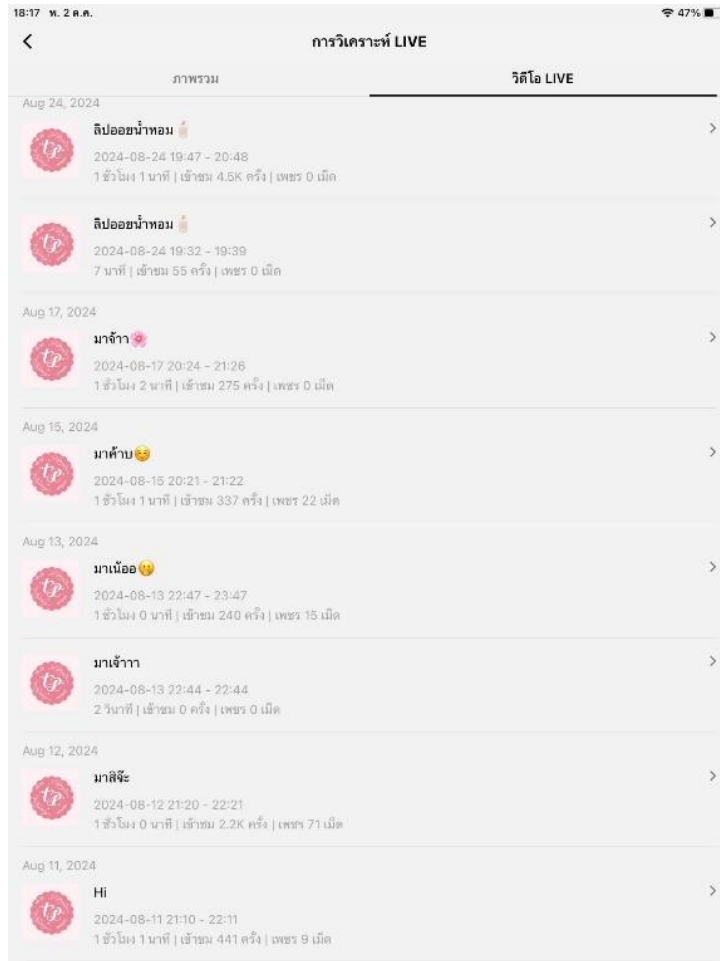 18:17 พ. 2 ต.ค.
47%
การวิเคราะห์ LIVE
ภาพรวม
วิดีโอ LIVE
Aug 24, 2024
ลิปออยน้ำหอม🕯️
2024-08-24 19:47 - 20:48
1 ชั่วโมง 1 นาที | เข้าชม 4.5K ครั้ง | เพชร 0 เม็ด
ลิปออยน้ำหอม🕯️
2024-08-24 19:32 - 19:39
7 นาที | เข้าชม 55 ครั้ง | เพชร 0 เม็ด
Aug 17, 2024
มาจ้าา🌸
2024-08-17 20:24 - 21:26
1 ชั่วโมง 2 นาที | เข้าชม 275 ครั้ง | เพชร 0 เม็ด
Aug 15, 2024
มาค้าบ☺️
2024-08-15 20:21 - 21:22
1 ชั่วโมง 1 นาที | เข้าชม 337 ครั้ง | เพชร 22 เม็ด
Aug 13, 2024
มาเน้ออ🤭
2024-08-13 22:47 - 23:47
1 ชั่วโมง 0 นาที | เข้าชม 240 ครั้ง | เพชร 15 เม็ด
มาเจ้าาา
2024-08-13 22:44 - 22:44
2 วินาที | เข้าชม 0 ครั้ง | เพชร 0 เม็ด
Aug 12, 2024
มาสิจ๊ะ
2024-08-12 21:20 - 22:21
1 ชั่วโมง 0 นาที | เข้าชม 2.2K ครั้ง | เพชร 71 เม็ด
Aug 11, 2024
Hi
2024-08-11 21:10 - 22:11
1 ชั่วโมง 1 นาที | เข้าชม 441 ครั้ง | เพชร 9 เม็ด